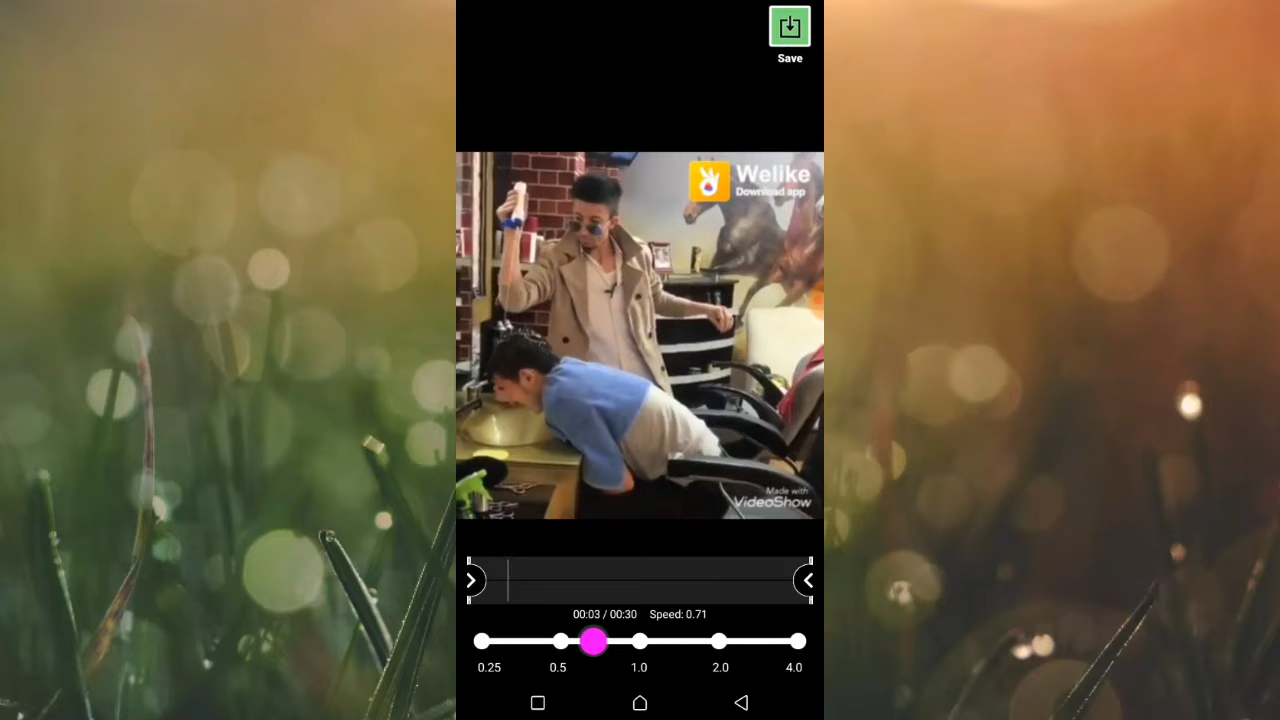 Save
Welike
Download app
Made with
VideoShow
00:03 / 00:30 Speed: 0.71
0.25 0.5 1.0 2.0 4.0